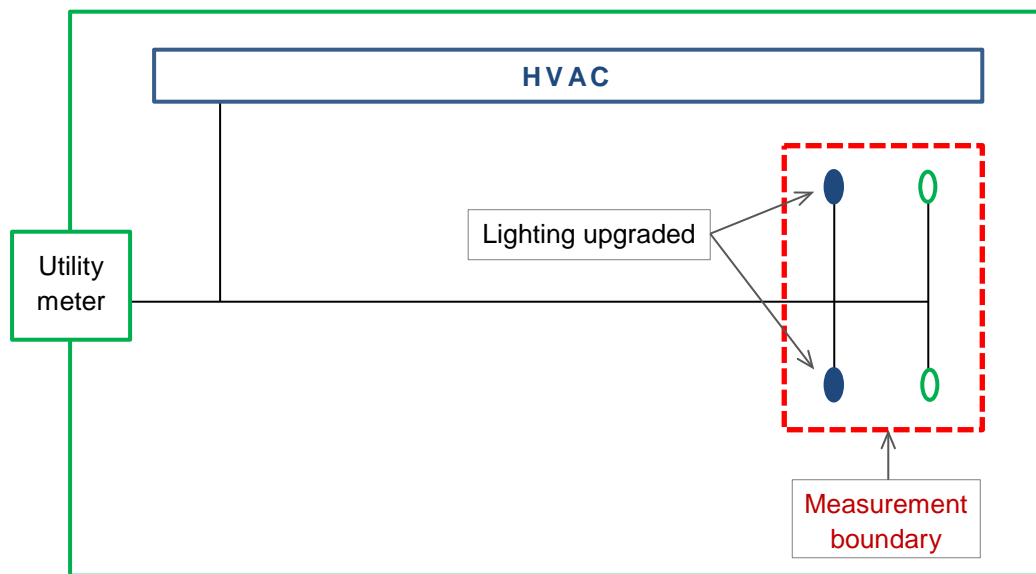 HVAC
Lighting upgraded
Utility
meter
Measurement
boundary